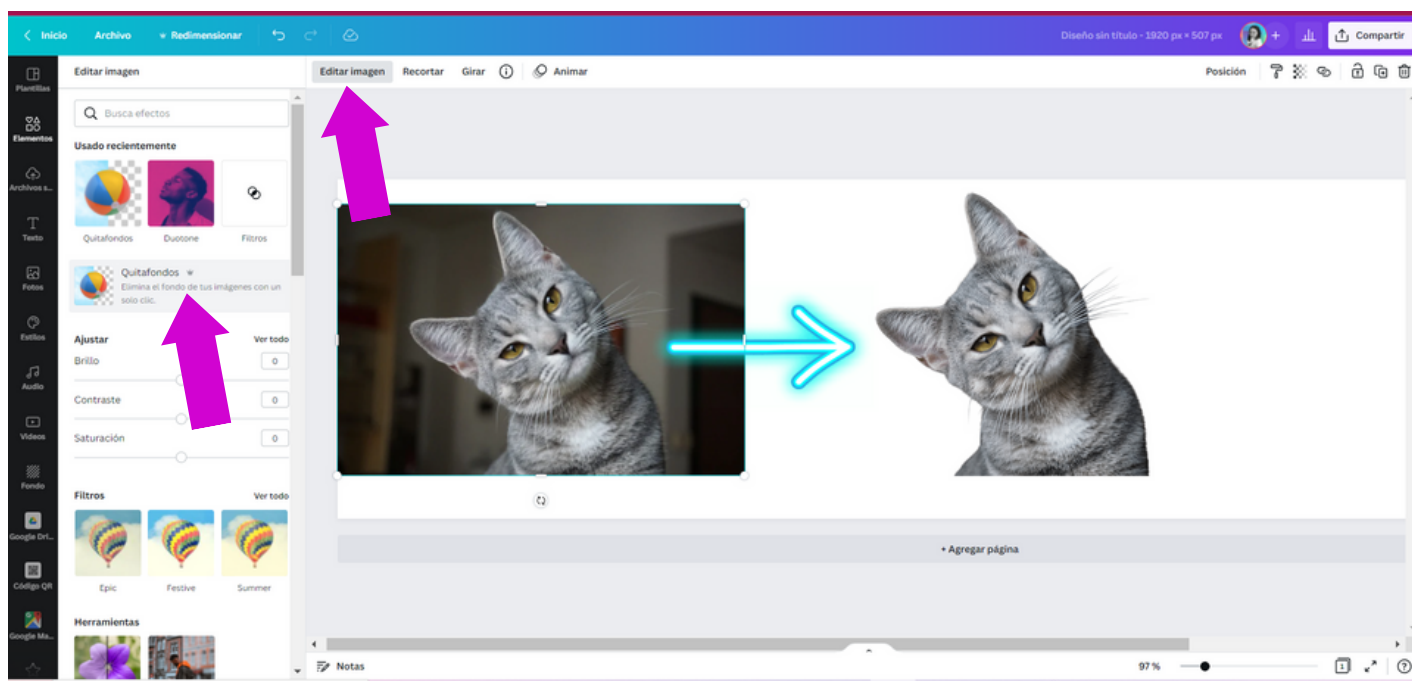 Inicio Archivo Redimensionar Diseño sin título - 1920 px × 507 px + Compartir
Plantillas
Elementos
Archivos s...
Texto
Fotos
Estilos
Audio
Videos
Fondo
Google Dri...
Código QR
Google Ma...
Editar imagen
Busca efectos
Usado recientemente
Quitafondos Duotone Filtros
Quitafondos
Elimina el fondo de tus imágenes con un
solo clic.
Ajustar Ver todo
Brillo 0
Contraste 0
Saturación 0
Filtros Ver todo
Epic Festive Summer
Herramientas
Editar imagen Recortar Girar Animar Posición
+ Agregar página
Notas 97 % 1 ?